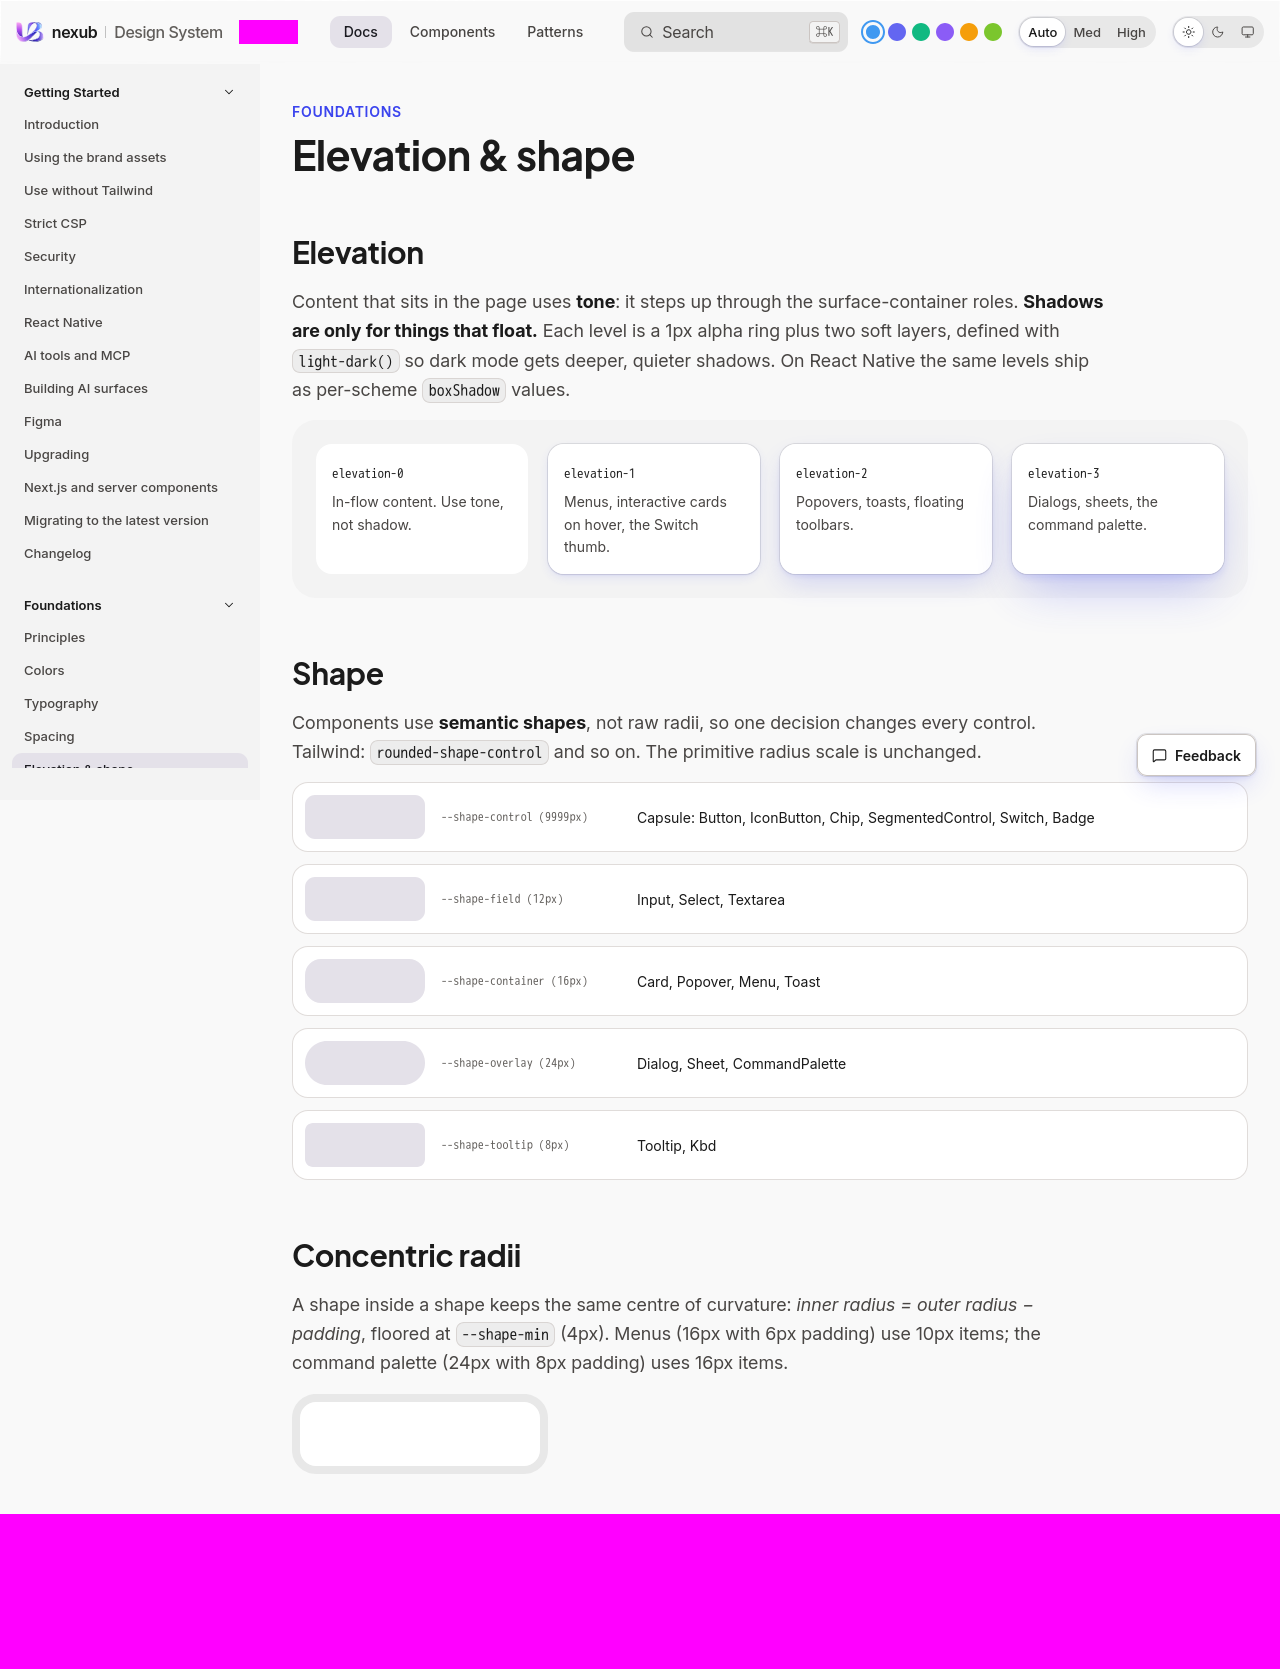 nexub Design System
Docs
Components
Patterns
Search
⌘K
Auto
Med
High
Getting Started
Introduction
Using the brand assets
Use without Tailwind
Strict CSP
Security
Internationalization
React Native
AI tools and MCP
Building AI surfaces
Figma
Upgrading
Next.js and server components
Migrating to the latest version
Changelog
Foundations
Principles
Colors
Typography
Spacing
Elevation & shape
FOUNDATIONS
Elevation & shape
Elevation
Content that sits in the page uses tone: it steps up through the surface-container roles. Shadows
are only for things that float. Each level is a 1px alpha ring plus two soft layers, defined with
light-dark() so dark mode gets deeper, quieter shadows. On React Native the same levels ship
as per-scheme boxShadow values.
elevation-0
In-flow content. Use tone,
not shadow.
elevation-1
Menus, interactive cards
on hover, the Switch
thumb.
elevation-2
Popovers, toasts, floating
toolbars.
elevation-3
Dialogs, sheets, the
command palette.
Shape
Components use semantic shapes, not raw radii, so one decision changes every control.
Tailwind: rounded-shape-control and so on. The primitive radius scale is unchanged.
Feedback
--shape-control (9999px)
Capsule: Button, IconButton, Chip, SegmentedControl, Switch, Badge
--shape-field (12px)
Input, Select, Textarea
--shape-container (16px)
Card, Popover, Menu, Toast
--shape-overlay (24px)
Dialog, Sheet, CommandPalette
--shape-tooltip (8px)
Tooltip, Kbd
Concentric radii
A shape inside a shape keeps the same centre of curvature: inner radius = outer radius −
padding, floored at --shape-min (4px). Menus (16px with 6px padding) use 10px items; the
command palette (24px with 8px padding) uses 16px items.